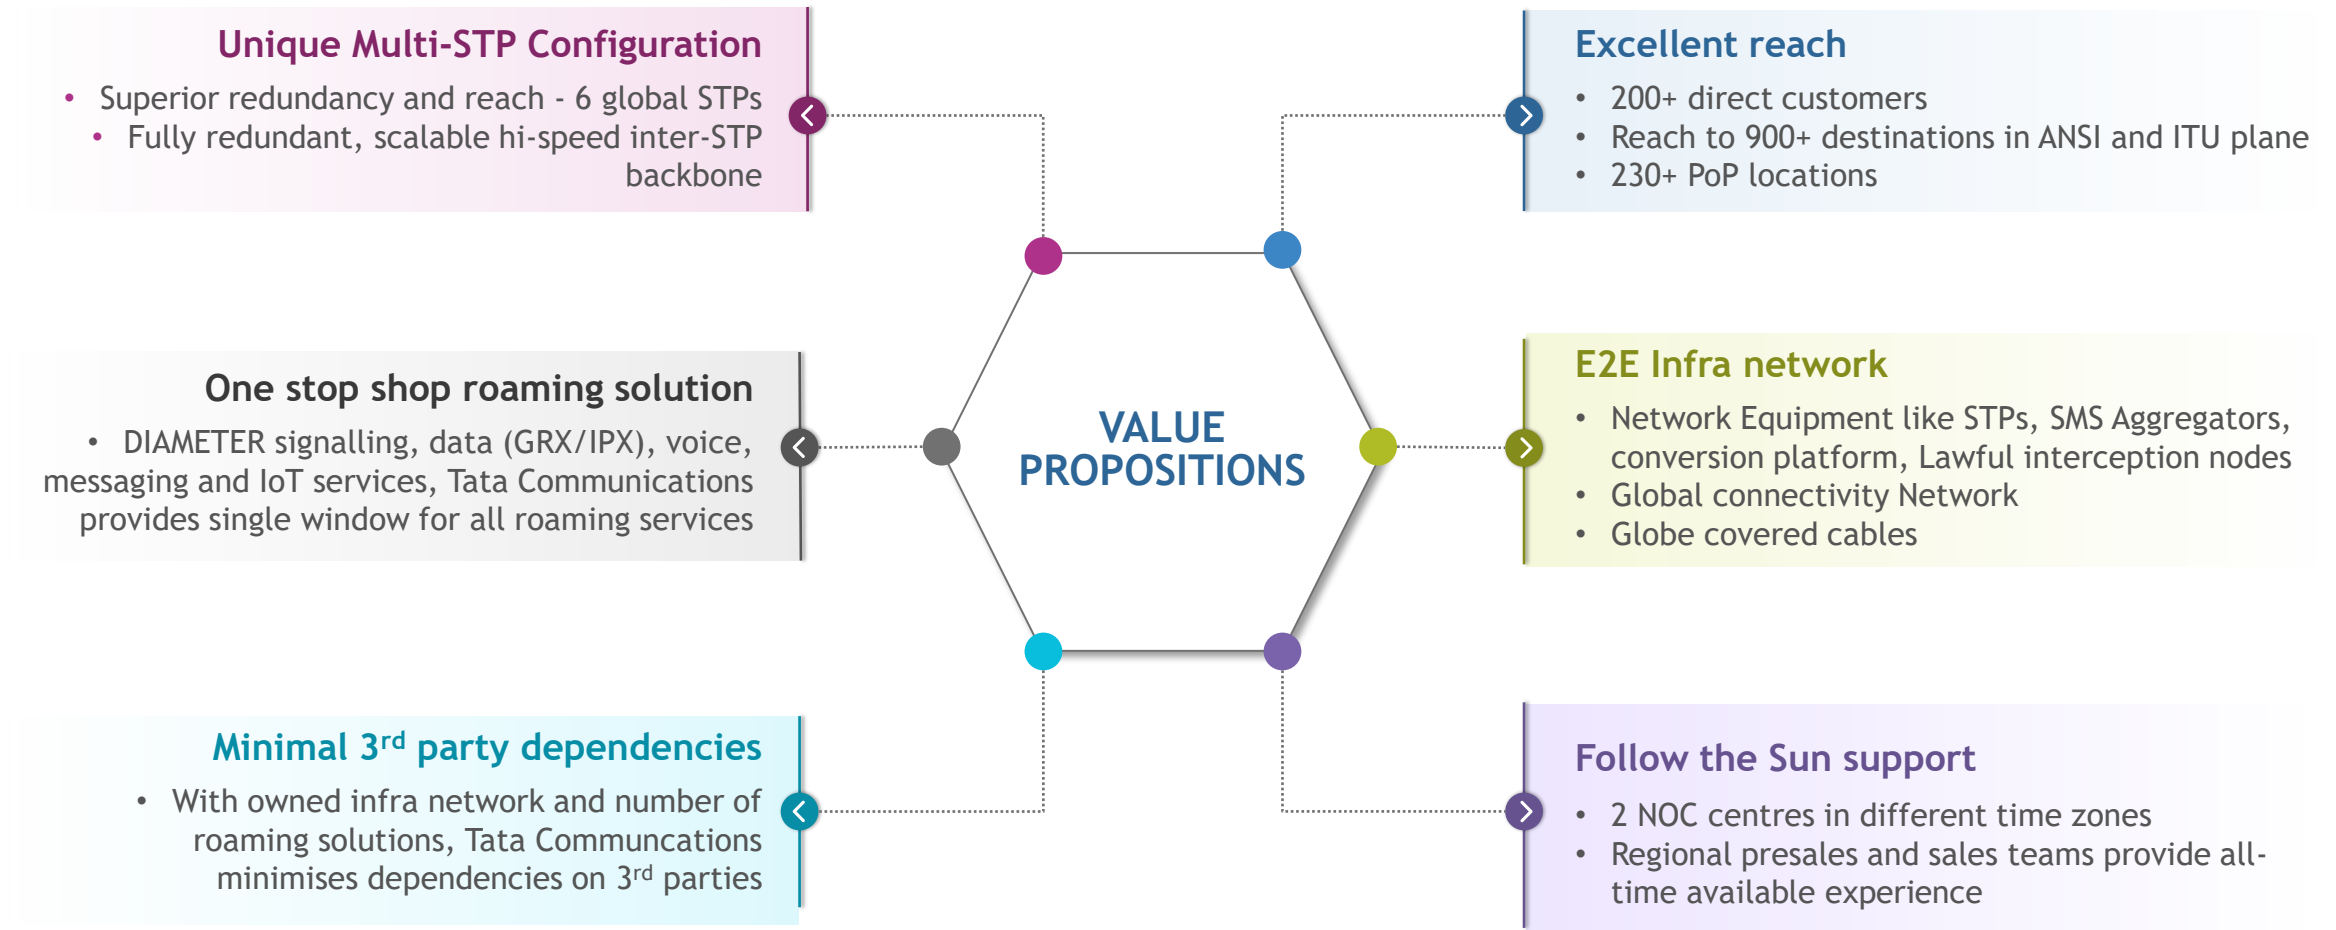 Unique Multi-STP Configuration
• Superior redundancy and reach - 6 global STPs
• Fully redundant, scalable hi-speed inter-STP
backbone
One stop shop roaming solution
• DIAMETER signalling, data (GRX/IPX), voice,
messaging and IoT services, Tata Communications
provides single window for all roaming services
Minimal 3rd party dependencies
• With owned infra network and number of
roaming solutions, Tata Communcations
minimises dependencies on 3rd parties
VALUE
PROPOSITIONS
Excellent reach
• 200+ direct customers
• Reach to 900+ destinations in ANSI and ITU plane
• 230+ PoP locations
E2E Infra network
• Network Equipment like STPs, SMS Aggregators,
conversion platform, Lawful interception nodes
• Global connectivity Network
• Globe covered cables
Follow the Sun support
• 2 NOC centres in different time zones
• Regional presales and sales teams provide all-
time available experience